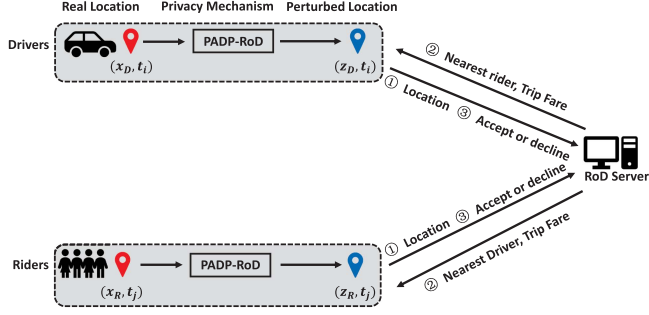 Real Location Privacy Mechanism Perturbed Location
Drivers
PADP-RoD
(x_D, t_i)
(z_D, t_i)
② Nearest rider, Trip Fare
① Location ③ Accept or decline
RoD Server
① Location ③ Accept or decline
② Nearest Driver, Trip Fare
Riders
PADP-RoD
(x_R, t_j)
(z_R, t_j)